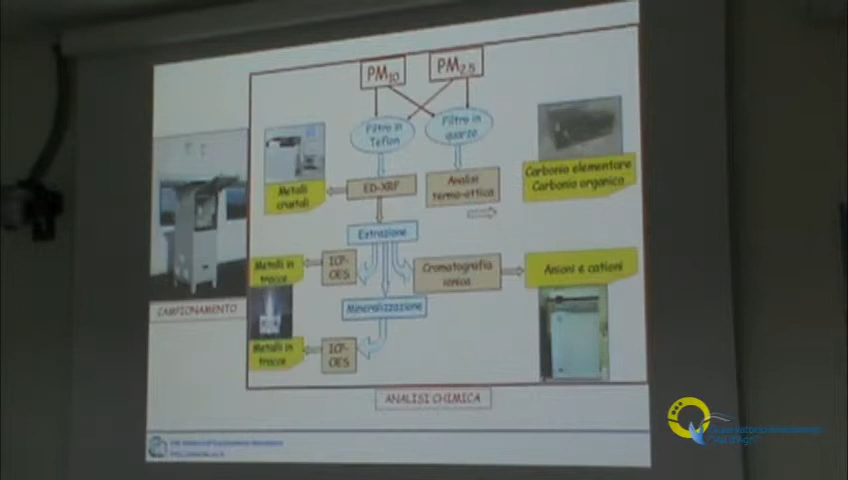 PM10
PM2.5
Filtro in
Teflon
Filtro in
quarzo
Metalli
crustali
ED-XRF
Analisi
termo-ottica
Carbonio elementare
Carbonio organico
Estrazione
Metalli in
tracce
ICP-
OES
Cromatografia
ionica
Anioni e cationi
CAMPIONAMENTO
Mineralizzazione
Metalli in
tracce
ICP-
OES
ANALISI CHIMICA